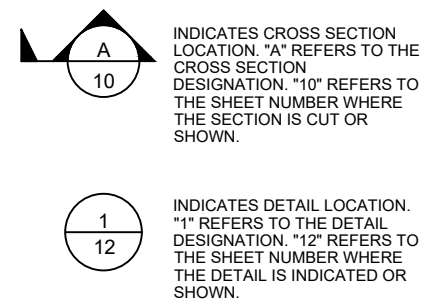 A
10
INDICATES CROSS SECTION
LOCATION. "A" REFERS TO THE
CROSS SECTION
DESIGNATION. "10" REFERS TO
THE SHEET NUMBER WHERE
THE SECTION IS CUT OR
SHOWN.
1
12
INDICATES DETAIL LOCATION.
"1" REFERS TO THE DETAIL
DESIGNATION. "12" REFERS TO
THE SHEET NUMBER WHERE
THE DETAIL IS INDICATED OR
SHOWN.